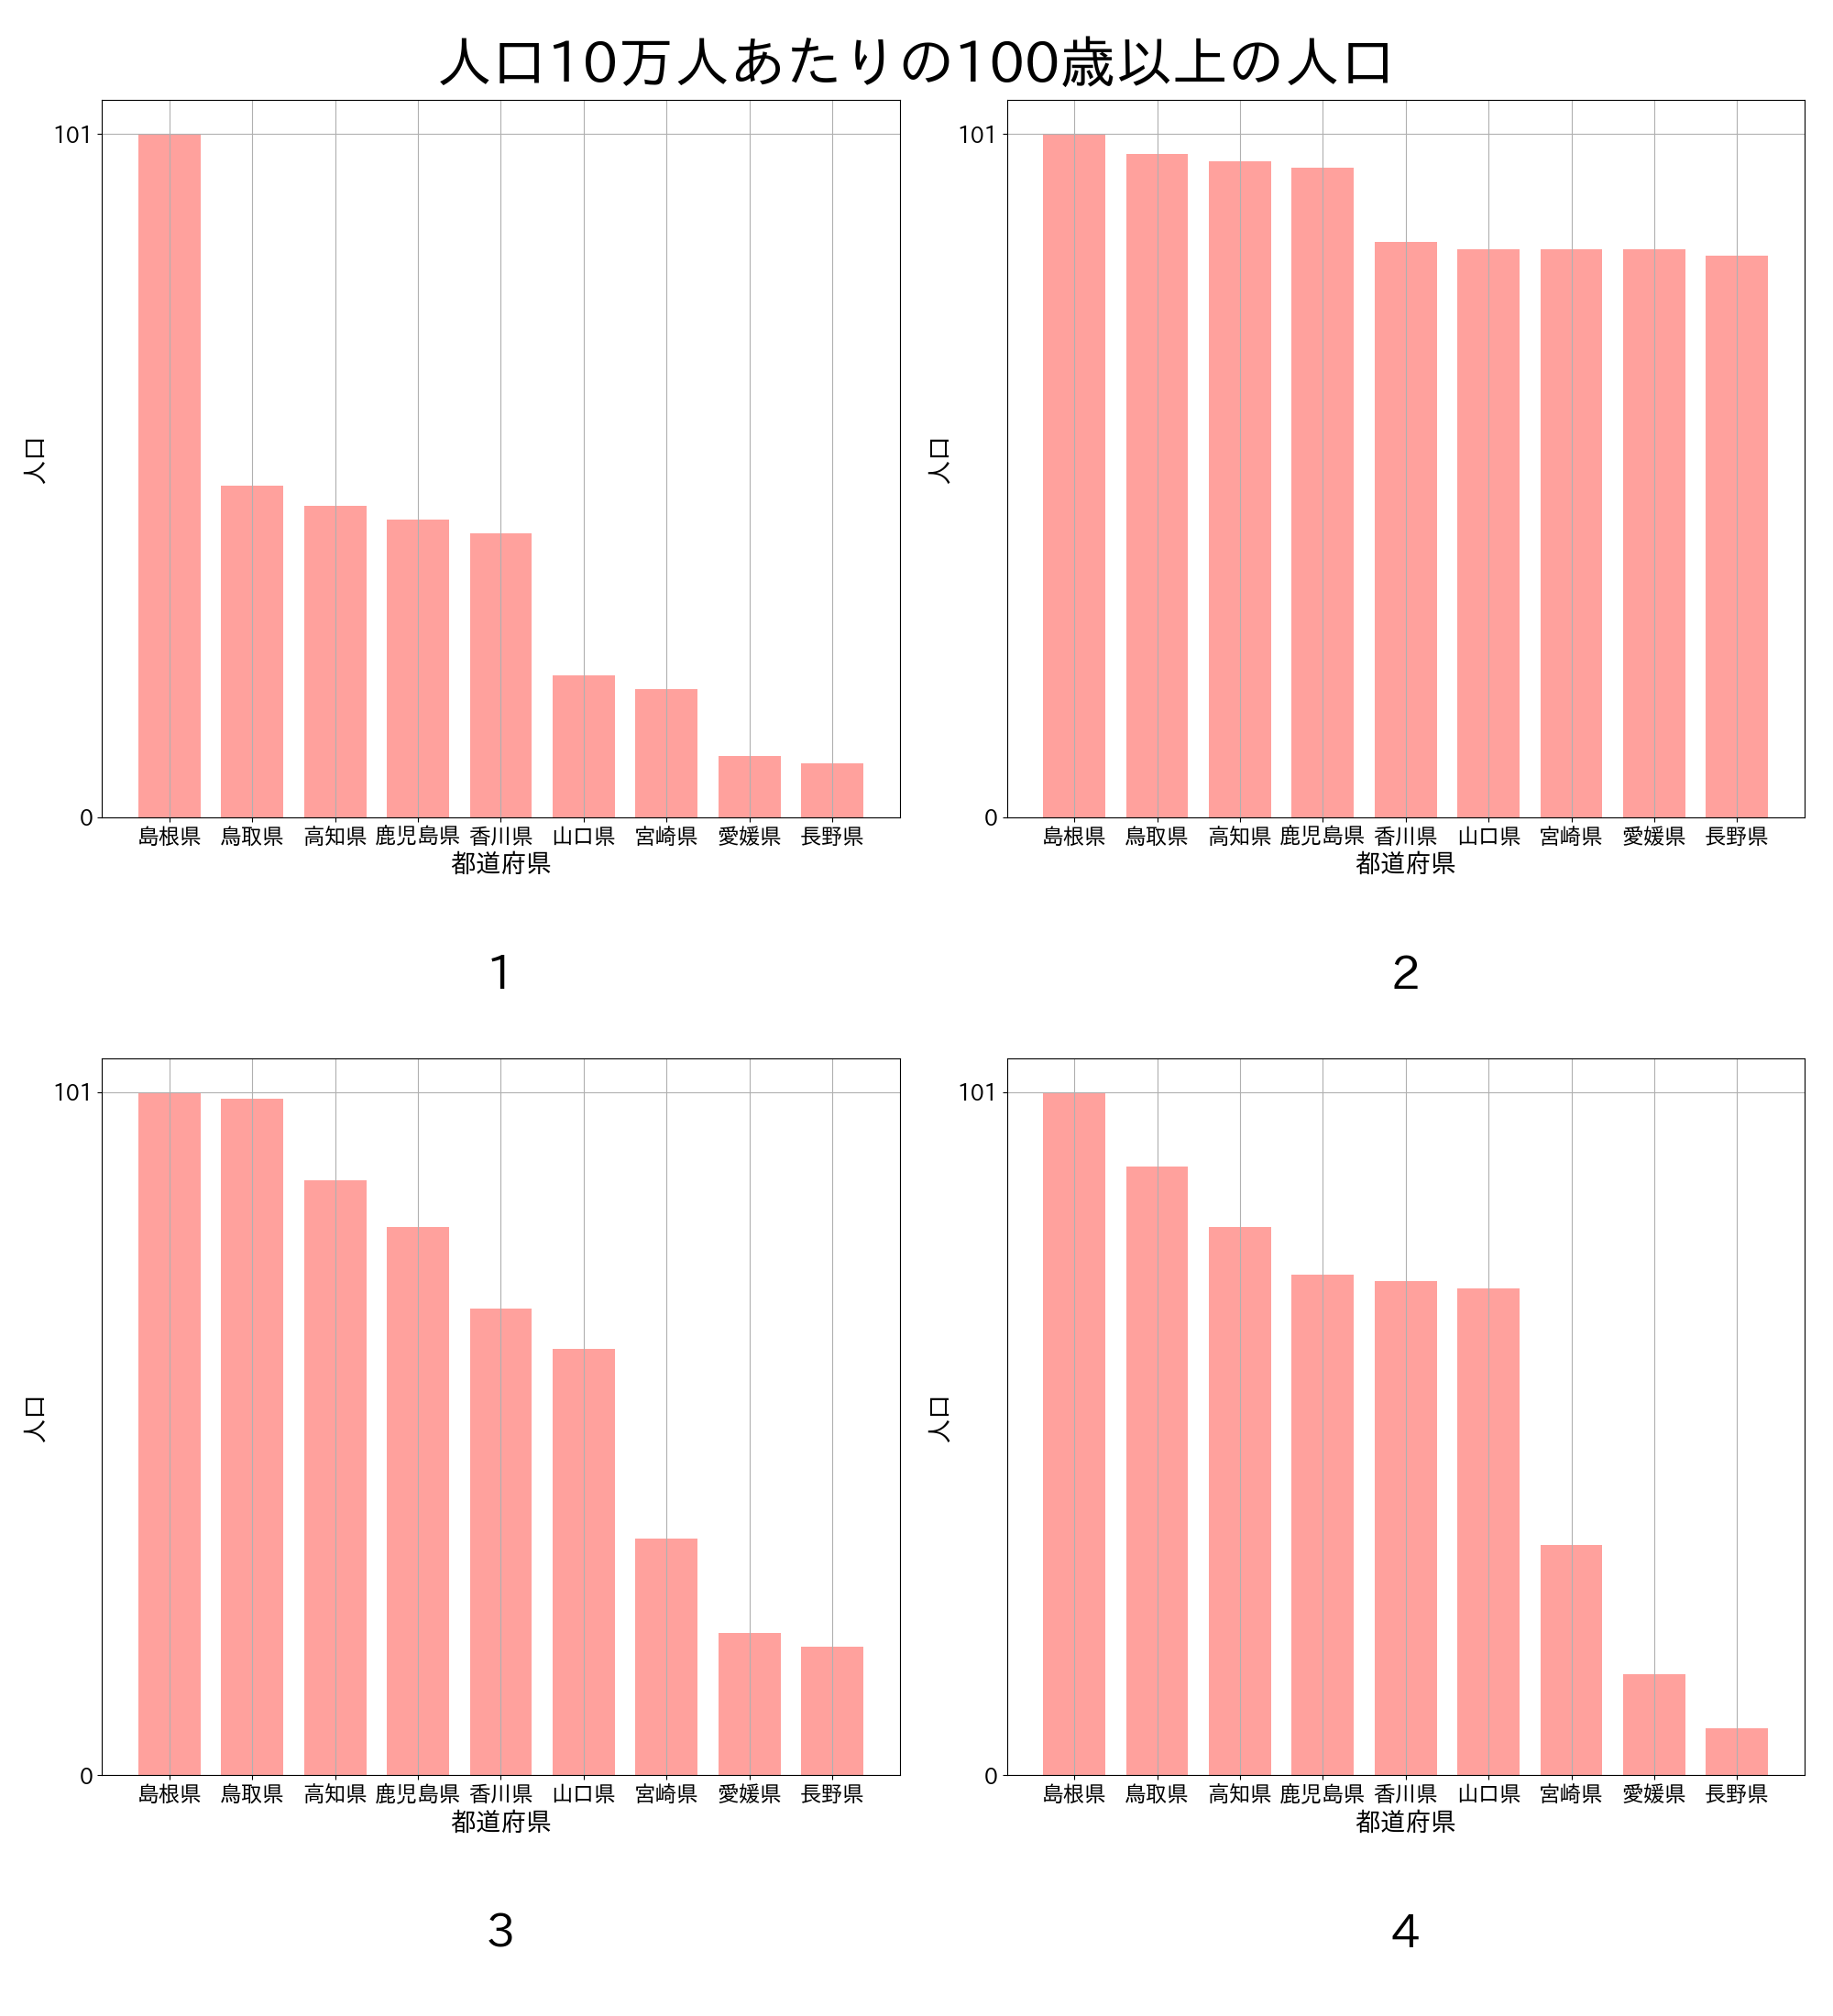 人口10万人あたりの100歳以上の人口
101
0
人口
島根県 鳥取県 高知県 鹿児島県 香川県 山口県 宮崎県 愛媛県 長野県
都道府県
1
101
0
人口
島根県 鳥取県 高知県 鹿児島県 香川県 山口県 宮崎県 愛媛県 長野県
都道府県
2
101
0
人口
島根県 鳥取県 高知県 鹿児島県 香川県 山口県 宮崎県 愛媛県 長野県
都道府県
3
101
0
人口
島根県 鳥取県 高知県 鹿児島県 香川県 山口県 宮崎県 愛媛県 長野県
都道府県
4